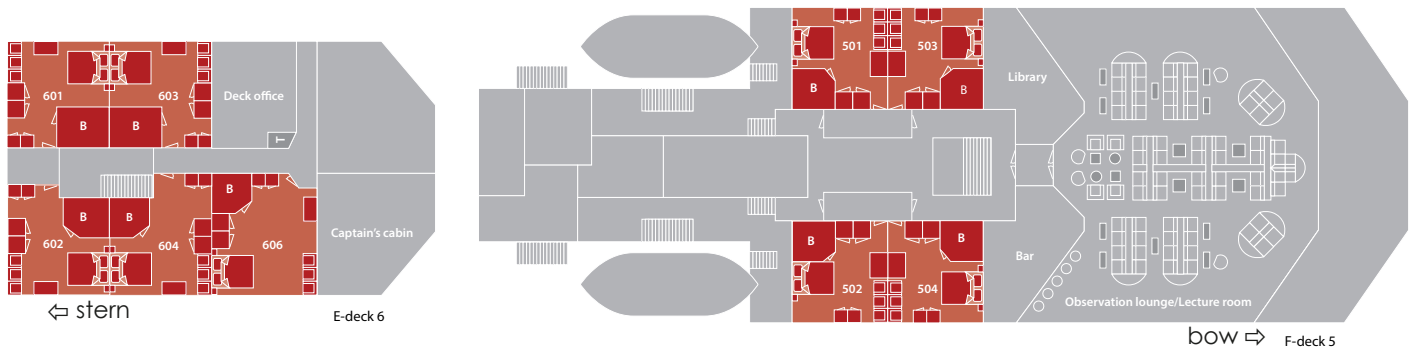 601
603
Deck office
B
B
T
B
B
B
602
604
606
Captain's cabin
⇦ stern
E-deck 6
501
503
Library
B
B
B
B
Bar
502
504
Observation lounge/Lecture room
bow ⇨
F-deck 5